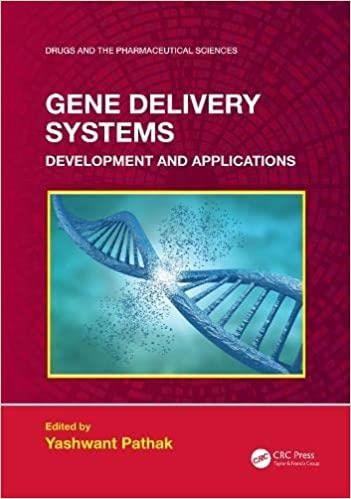 DRUGS AND THE PHARMACEUTICAL SCIENCES
GENE DELIVERY
SYSTEMS
DEVELOPMENT AND APPLICATIONS
Edited by
Yashwant Pathak
CRC
CRC Press
Taylor & Francis Group